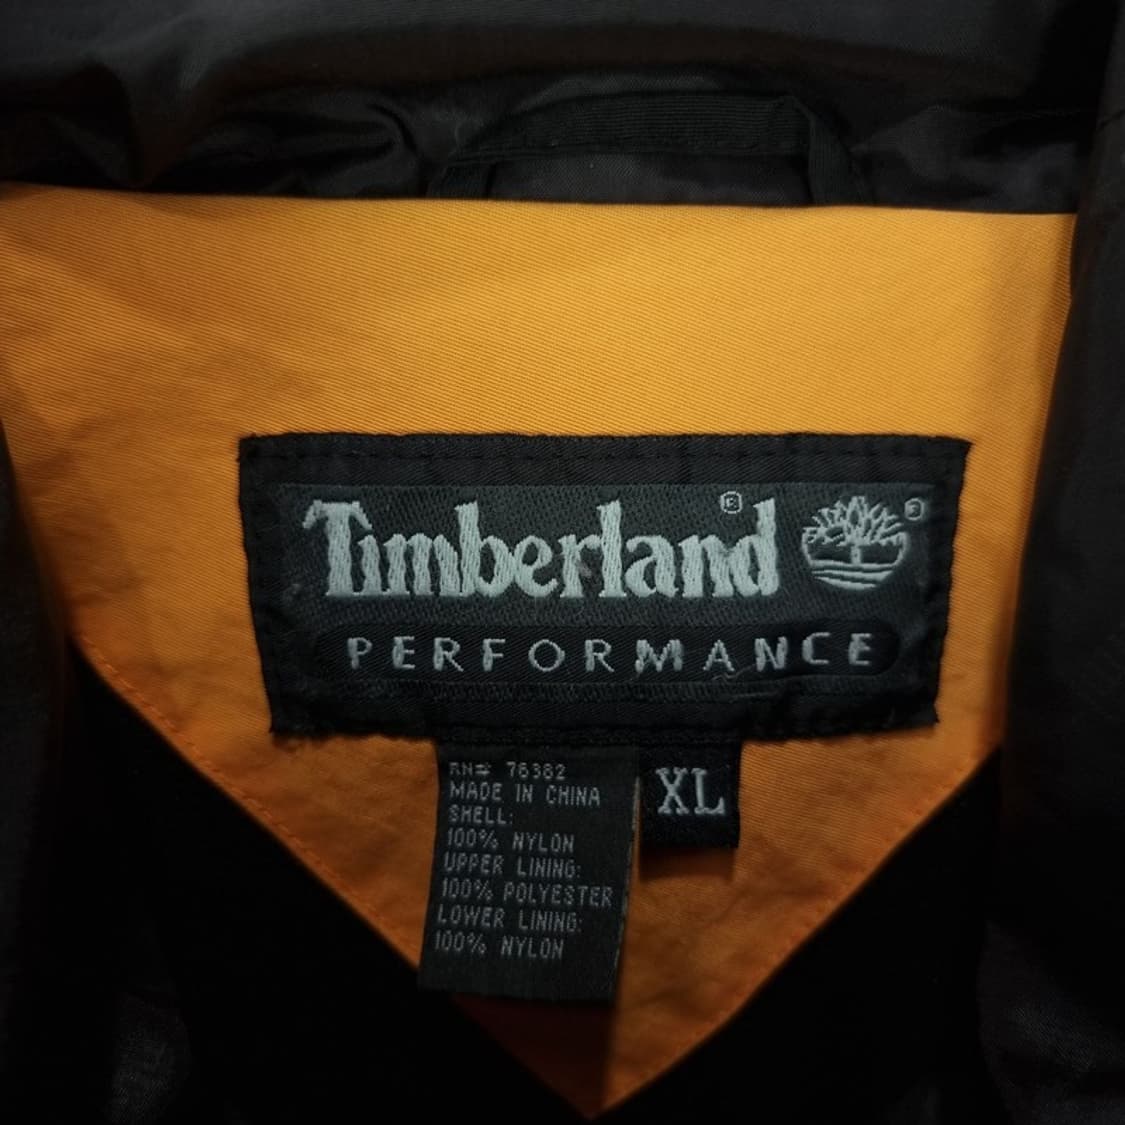 Timberland®
PERFORMANCE
RN# 76382
MADE IN CHINA
SHELL:
100% NYLON
UPPER LINING:
100% POLYESTER
LOWER LINING:
100% NYLON
XL